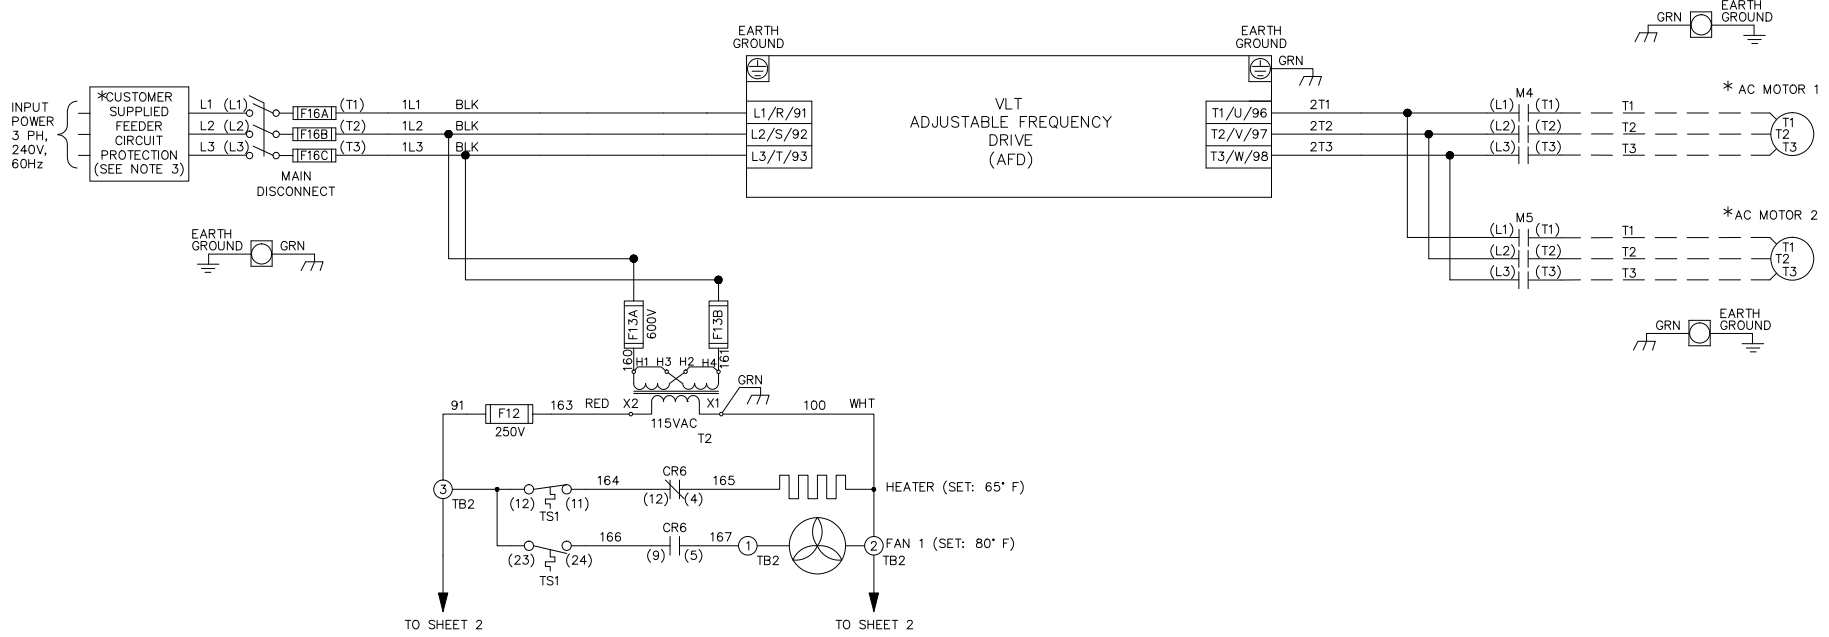 INPUT
POWER
3 PH,
240V,
60Hz
*CUSTOMER
SUPPLIED
FEEDER
CIRCUIT
PROTECTION
(SEE NOTE 3)
L1 (L1) F16A (T1) 1L1 BLK
L2 (L2) F16B (T2) 1L2 BLK
L3 (L3) F16C (T3) 1L3 BLK
MAIN
DISCONNECT
EARTH
GROUND GRN
EARTH
GROUND
L1/R/91
L2/S/92
L3/T/93
VLT
ADJUSTABLE FREQUENCY
DRIVE
(AFD)
EARTH
GROUND
GRN
T1/U/96 2T1
T2/V/97 2T2
T3/W/98 2T3
GRN EARTH
GROUND
M4 * AC MOTOR 1
(L1) (T1) T1 T1
(L2) (T2) T2 T2
(L3) (T3) T3 T3
M5 *AC MOTOR 2
(L1) (T1) T1 T1
(L2) (T2) T2 T2
(L3) (T3) T3 T3
GRN EARTH
GROUND
F13A
600V
F13B
160
161
H1 H3 H2 H4
GRN
91 F12 163 RED X2 X1 100 WHT
250V
115VAC
T2
3 TB2
(12) (11) 164 CR6 165 HEATER (SET: 65° F)
TS1 (12) (4)
(23) (24) 166 CR6 167 1 2 FAN 1 (SET: 80° F)
TS1 (9) (5) TB2 TB2
TO SHEET 2
TO SHEET 2